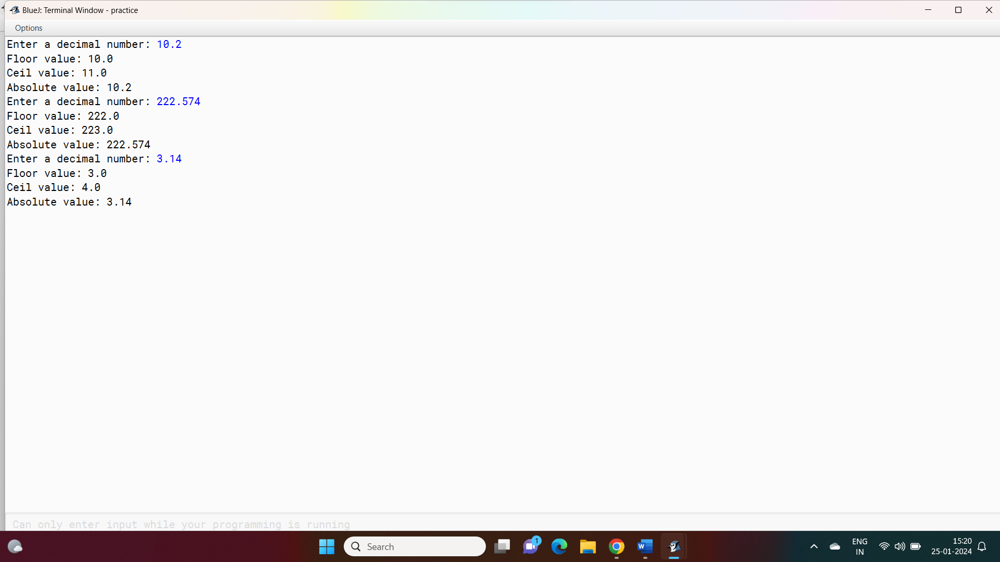 BlueJ: Terminal Window - practice
Options
Enter a decimal number: 10.2
Floor value: 10.0
Ceil value: 11.0
Absolute value: 10.2
Enter a decimal number: 222.574
Floor value: 222.0
Ceil value: 223.0
Absolute value: 222.574
Enter a decimal number: 3.14
Floor value: 3.0
Ceil value: 4.0
Absolute value: 3.14
Can only enter input while your programming is running
Search
1
W
ENG
IN
15:20
25-01-2024